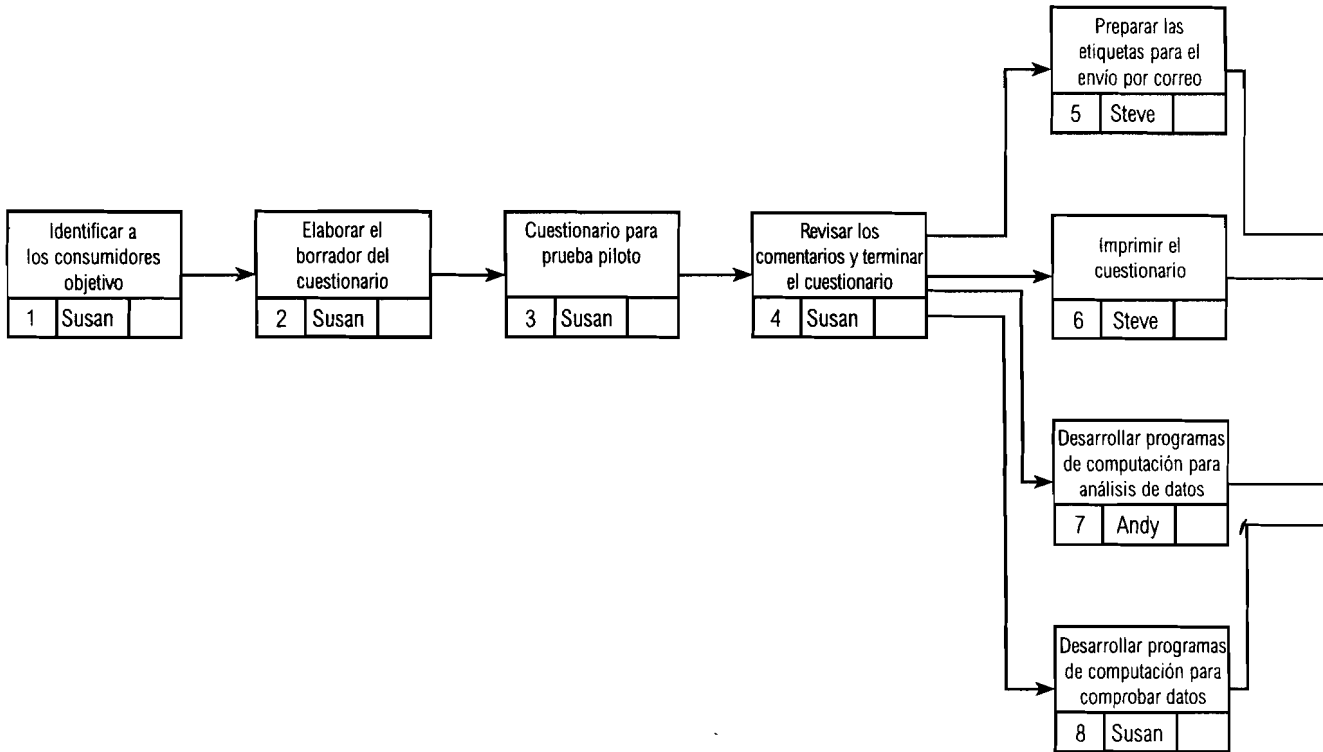 Identificar a
los consumidores
objetivo
1 Susan
Elaborar el
borrador del
cuestionario
2 Susan
Cuestionario para
prueba piloto
3 Susan
Revisar los
comentarios y terminar
el cuestionario
4 Susan
Preparar las
etiquetas para el
envío por correo
5 Steve
Imprimir el
cuestionario
6 Steve
Desarrollar programas
de computación para
análisis de datos
7 Andy
Desarrollar programas
de computación para
comprobar datos
8 Susan